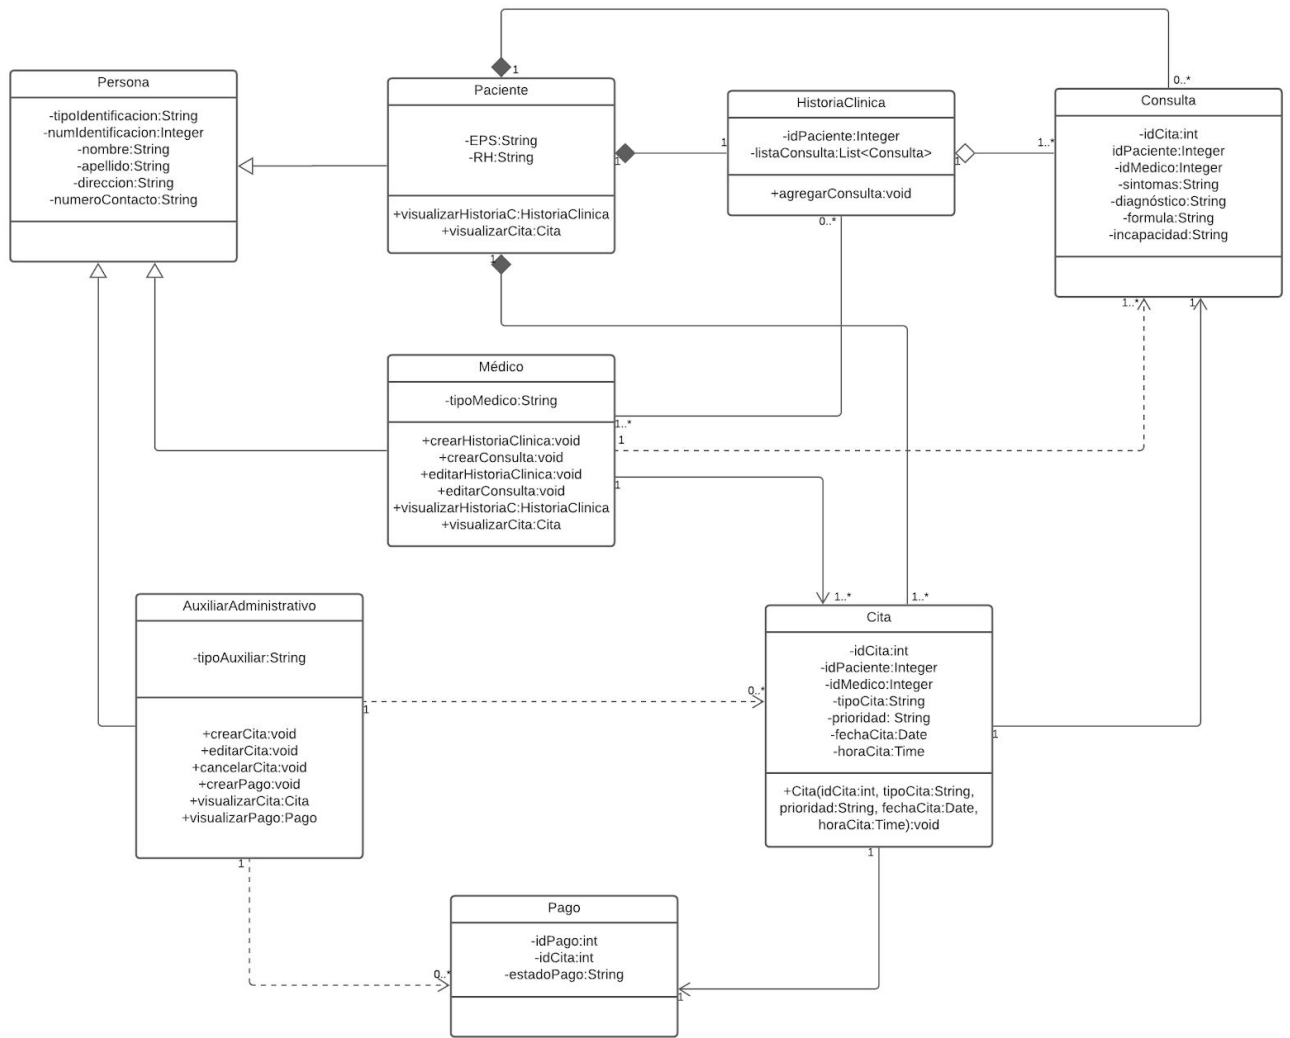 1
0..*
Persona
-tipoIdentificacion:String
-numIdentificacion:Integer
-nombre:String
-apellido:String
-direccion:String
-numeroContacto:String
Paciente
-EPS:String
-RH:String
+visualizarHistoriaC:HistoriaClinica
+visualizarCita:Cita
1
1
1
HistoriaClinica
-idPaciente:Integer
-listaConsulta:List<Consulta>
+agregarConsulta:void
1
1..*
0..*
Consulta
-idCita:int
idPaciente:Integer
-idMedico:Integer
-sintomas:String
-diagnóstico:String
-formula:String
-incapacidad:String
1..*
1
Médico
-tipoMedico:String
+crearHistoriaClinica:void
+crearConsulta:void
+editarHistoriaClinica:void
+editarConsulta:void
+visualizarHistoriaC:HistoriaClinica
+visualizarCita:Cita
1..*
1
1
AuxiliarAdministrativo
-tipoAuxiliar:String
+crearCita:void
+editarCita:void
+cancelarCita:void
+crearPago:void
+visualizarCita:Cita
+visualizarPago:Pago
1
1
1..*
1..*
0..*
Cita
-idCita:int
-idPaciente:Integer
-idMedico:Integer
-tipoCita:String
-prioridad: String
-fechaCita:Date
-horaCita:Time
+Cita(idCita:int, tipoCita:String,
prioridad:String, fechaCita:Date,
horaCita:Time):void
1
1
Pago
-idPago:int
-idCita:int
-estadoPago:String
0..*
1